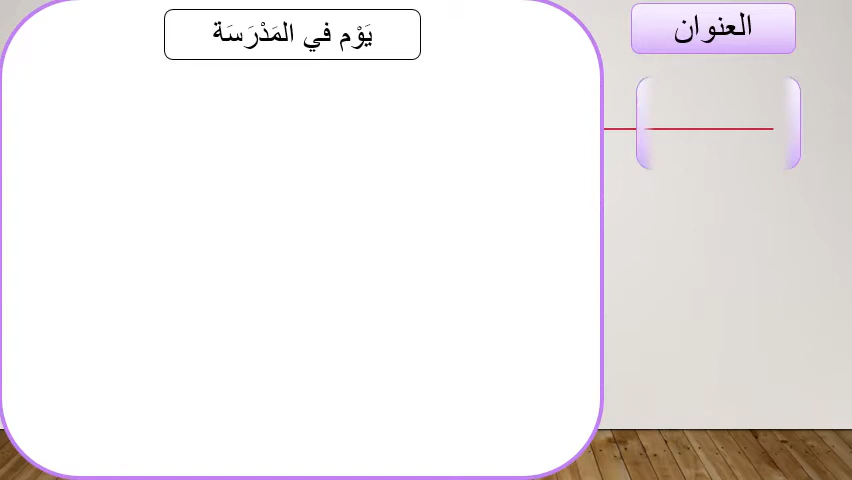 العنوان
يَوْم في المَدْرَسَة